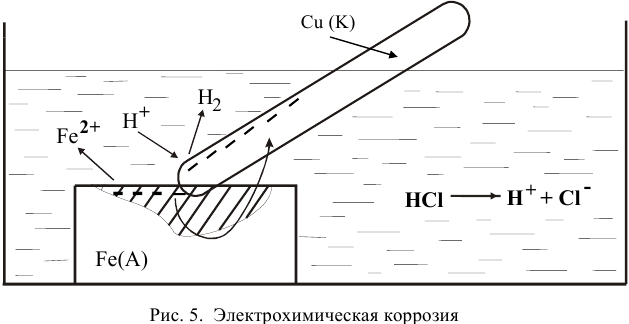 Cu (K)
H₂
H⁺
Fe²⁺
HCl → H⁺ + Cl⁻
Fe(A)
Рис. 5. Электрохимическая коррозия